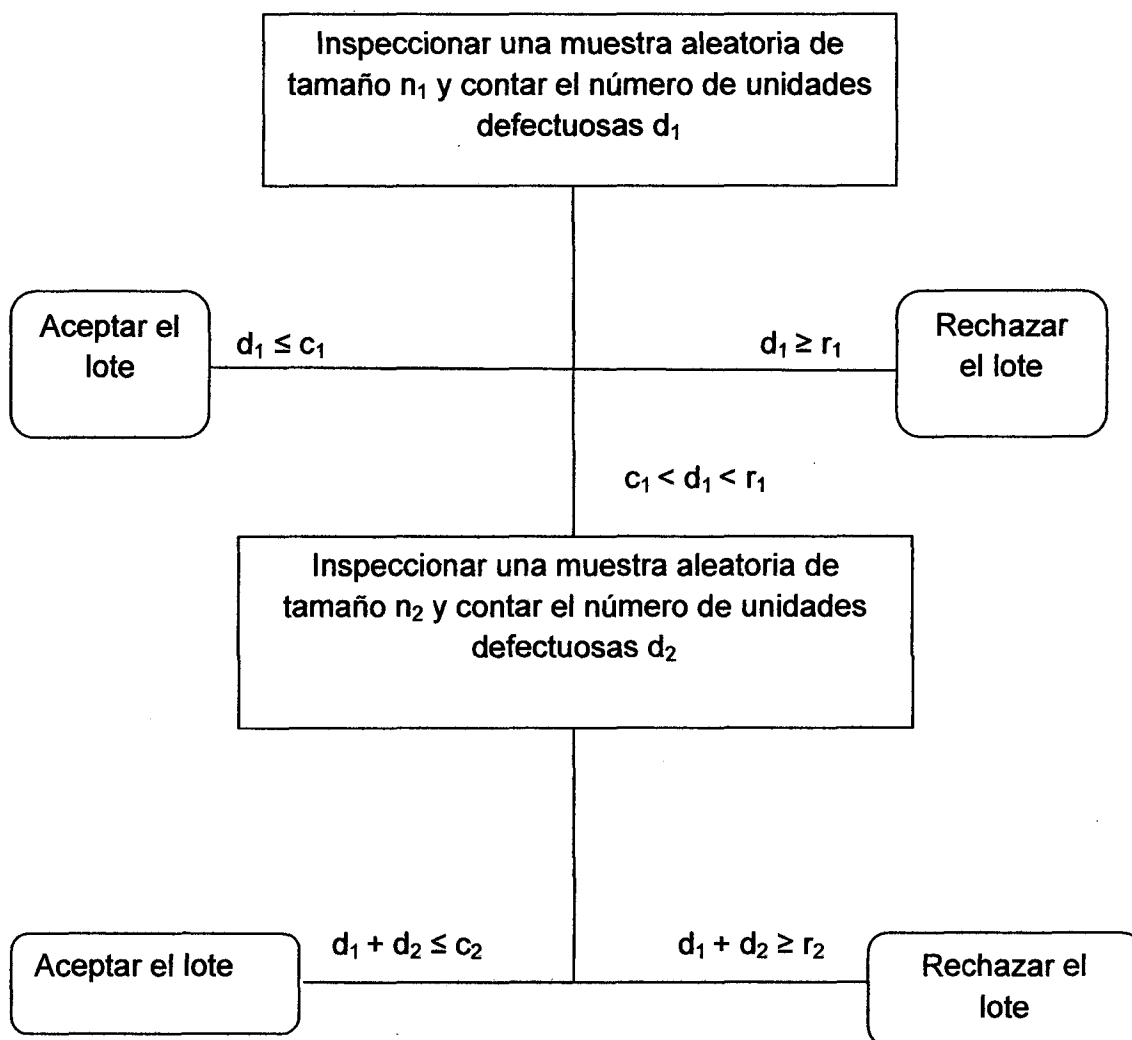 Inspeccionar una muestra aleatoria de
tamaño n₁ y contar el número de unidades
defectuosas d₁
Aceptar el
lote
d₁ ≤ c₁
d₁ ≥ r₁
Rechazar
el lote
c₁ < d₁ < r₁
Inspeccionar una muestra aleatoria de
tamaño n₂ y contar el número de unidades
defectuosas d₂
Aceptar el lote
d₁ + d₂ ≤ c₂
d₁ + d₂ ≥ r₂
Rechazar el
lote